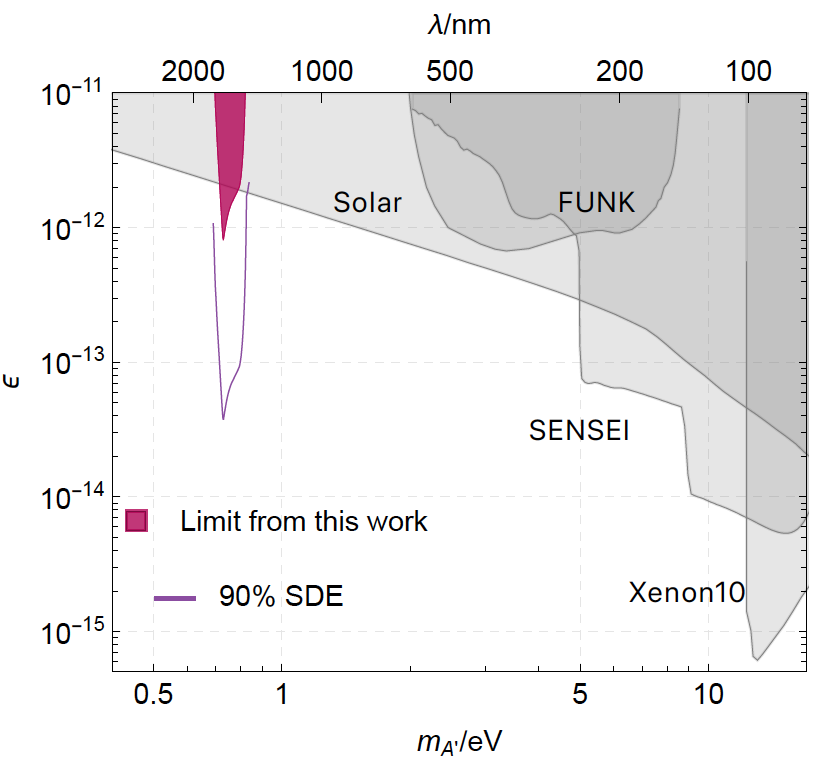 λ/nm
2000 1000 500 200 100
10⁻¹¹
Solar FUNK
10⁻¹²
10⁻¹³
ϵ
SENSEI
10⁻¹⁴
Limit from this work
90% SDE
Xenon10
10⁻¹⁵
0.5 1 5 10
m_A'/eV